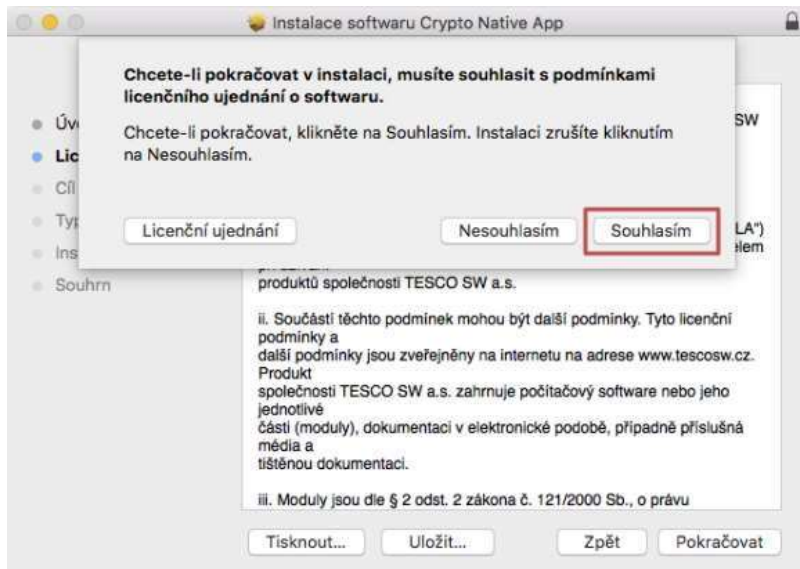 Instalace softwaru Crypto Native App
Chcete-li pokračovat v instalaci, musíte souhlasit s podmínkami
licenčního ujednání o softwaru.
Chcete-li pokračovat, klikněte na Souhlasím. Instalaci zrušíte kliknutím
na Nesouhlasím.
Licenční ujednání
Nesouhlasím
Souhlasím
Souhrn
SW
LA")
produktů společnosti TESCO SW a.s.
ii. Součástí těchto podmínek mohou být další podmínky. Tyto licenční
podmínky a
další podmínky jsou zveřejněny na internetu na adrese www.tescosw.cz.
Produkt
společnosti TESCO SW a.s. zahrnuje počítačový software nebo jeho
jednotlivé
části (moduly), dokumentaci v elektronické podobě, případně příslušná
média a
tištěnou dokumentaci.
iii. Moduly jsou dle § 2 odst. 2 zákona č. 121/2000 Sb., o právu
Tisknout...
Uložit...
Zpět
Pokračovat